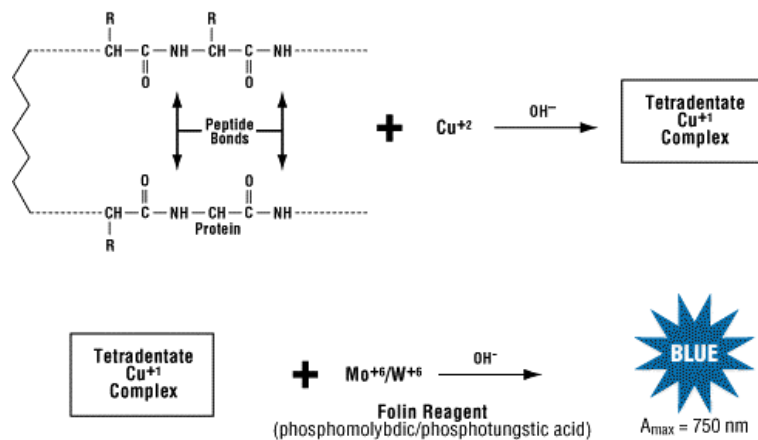 R R
CH — C — NH — CH — C — NH
O O
Peptide
Bonds
+ Cu+2
OH−
Tetradentate
Cu+1
Complex
O O
CH — C — NH — CH — C — NH
R
Protein
Tetradentate
Cu+1
Complex
+ Mo+6/W+6
OH-
BLUE
Folin Reagent
(phosphomolybdic/phosphotungstic acid)
Amax = 750 nm